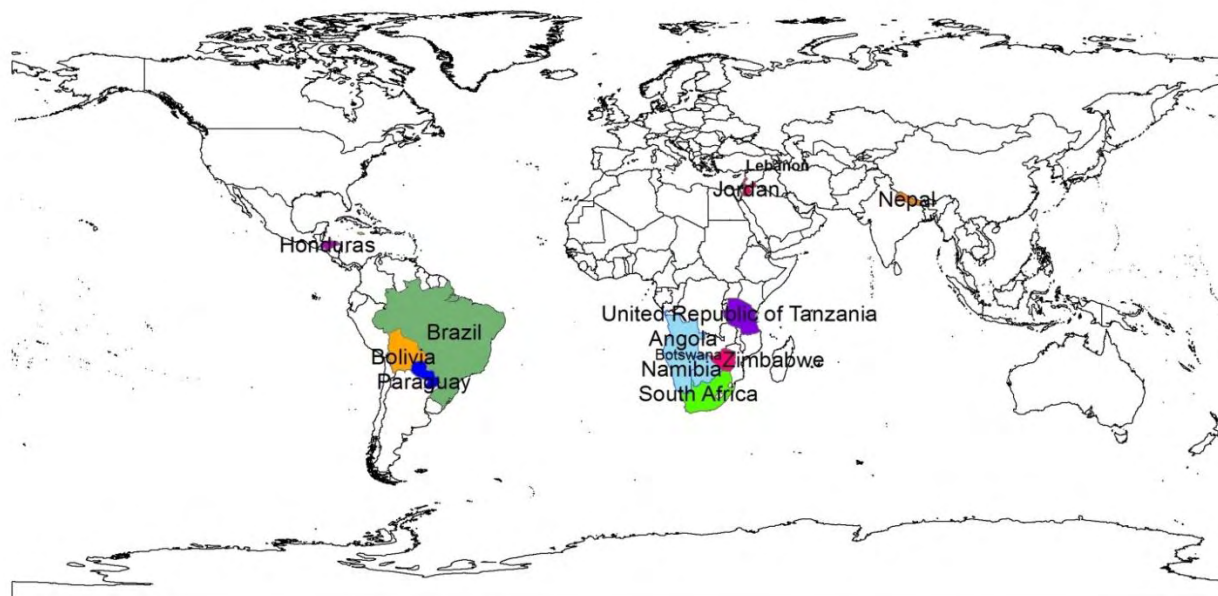 Lebanon
Jordan
Nepal
Honduras
United Republic of Tanzania
Brazil
Angola
Botswana
Bolivia
Zimbabwe
Namibia
Paraguay
South Africa